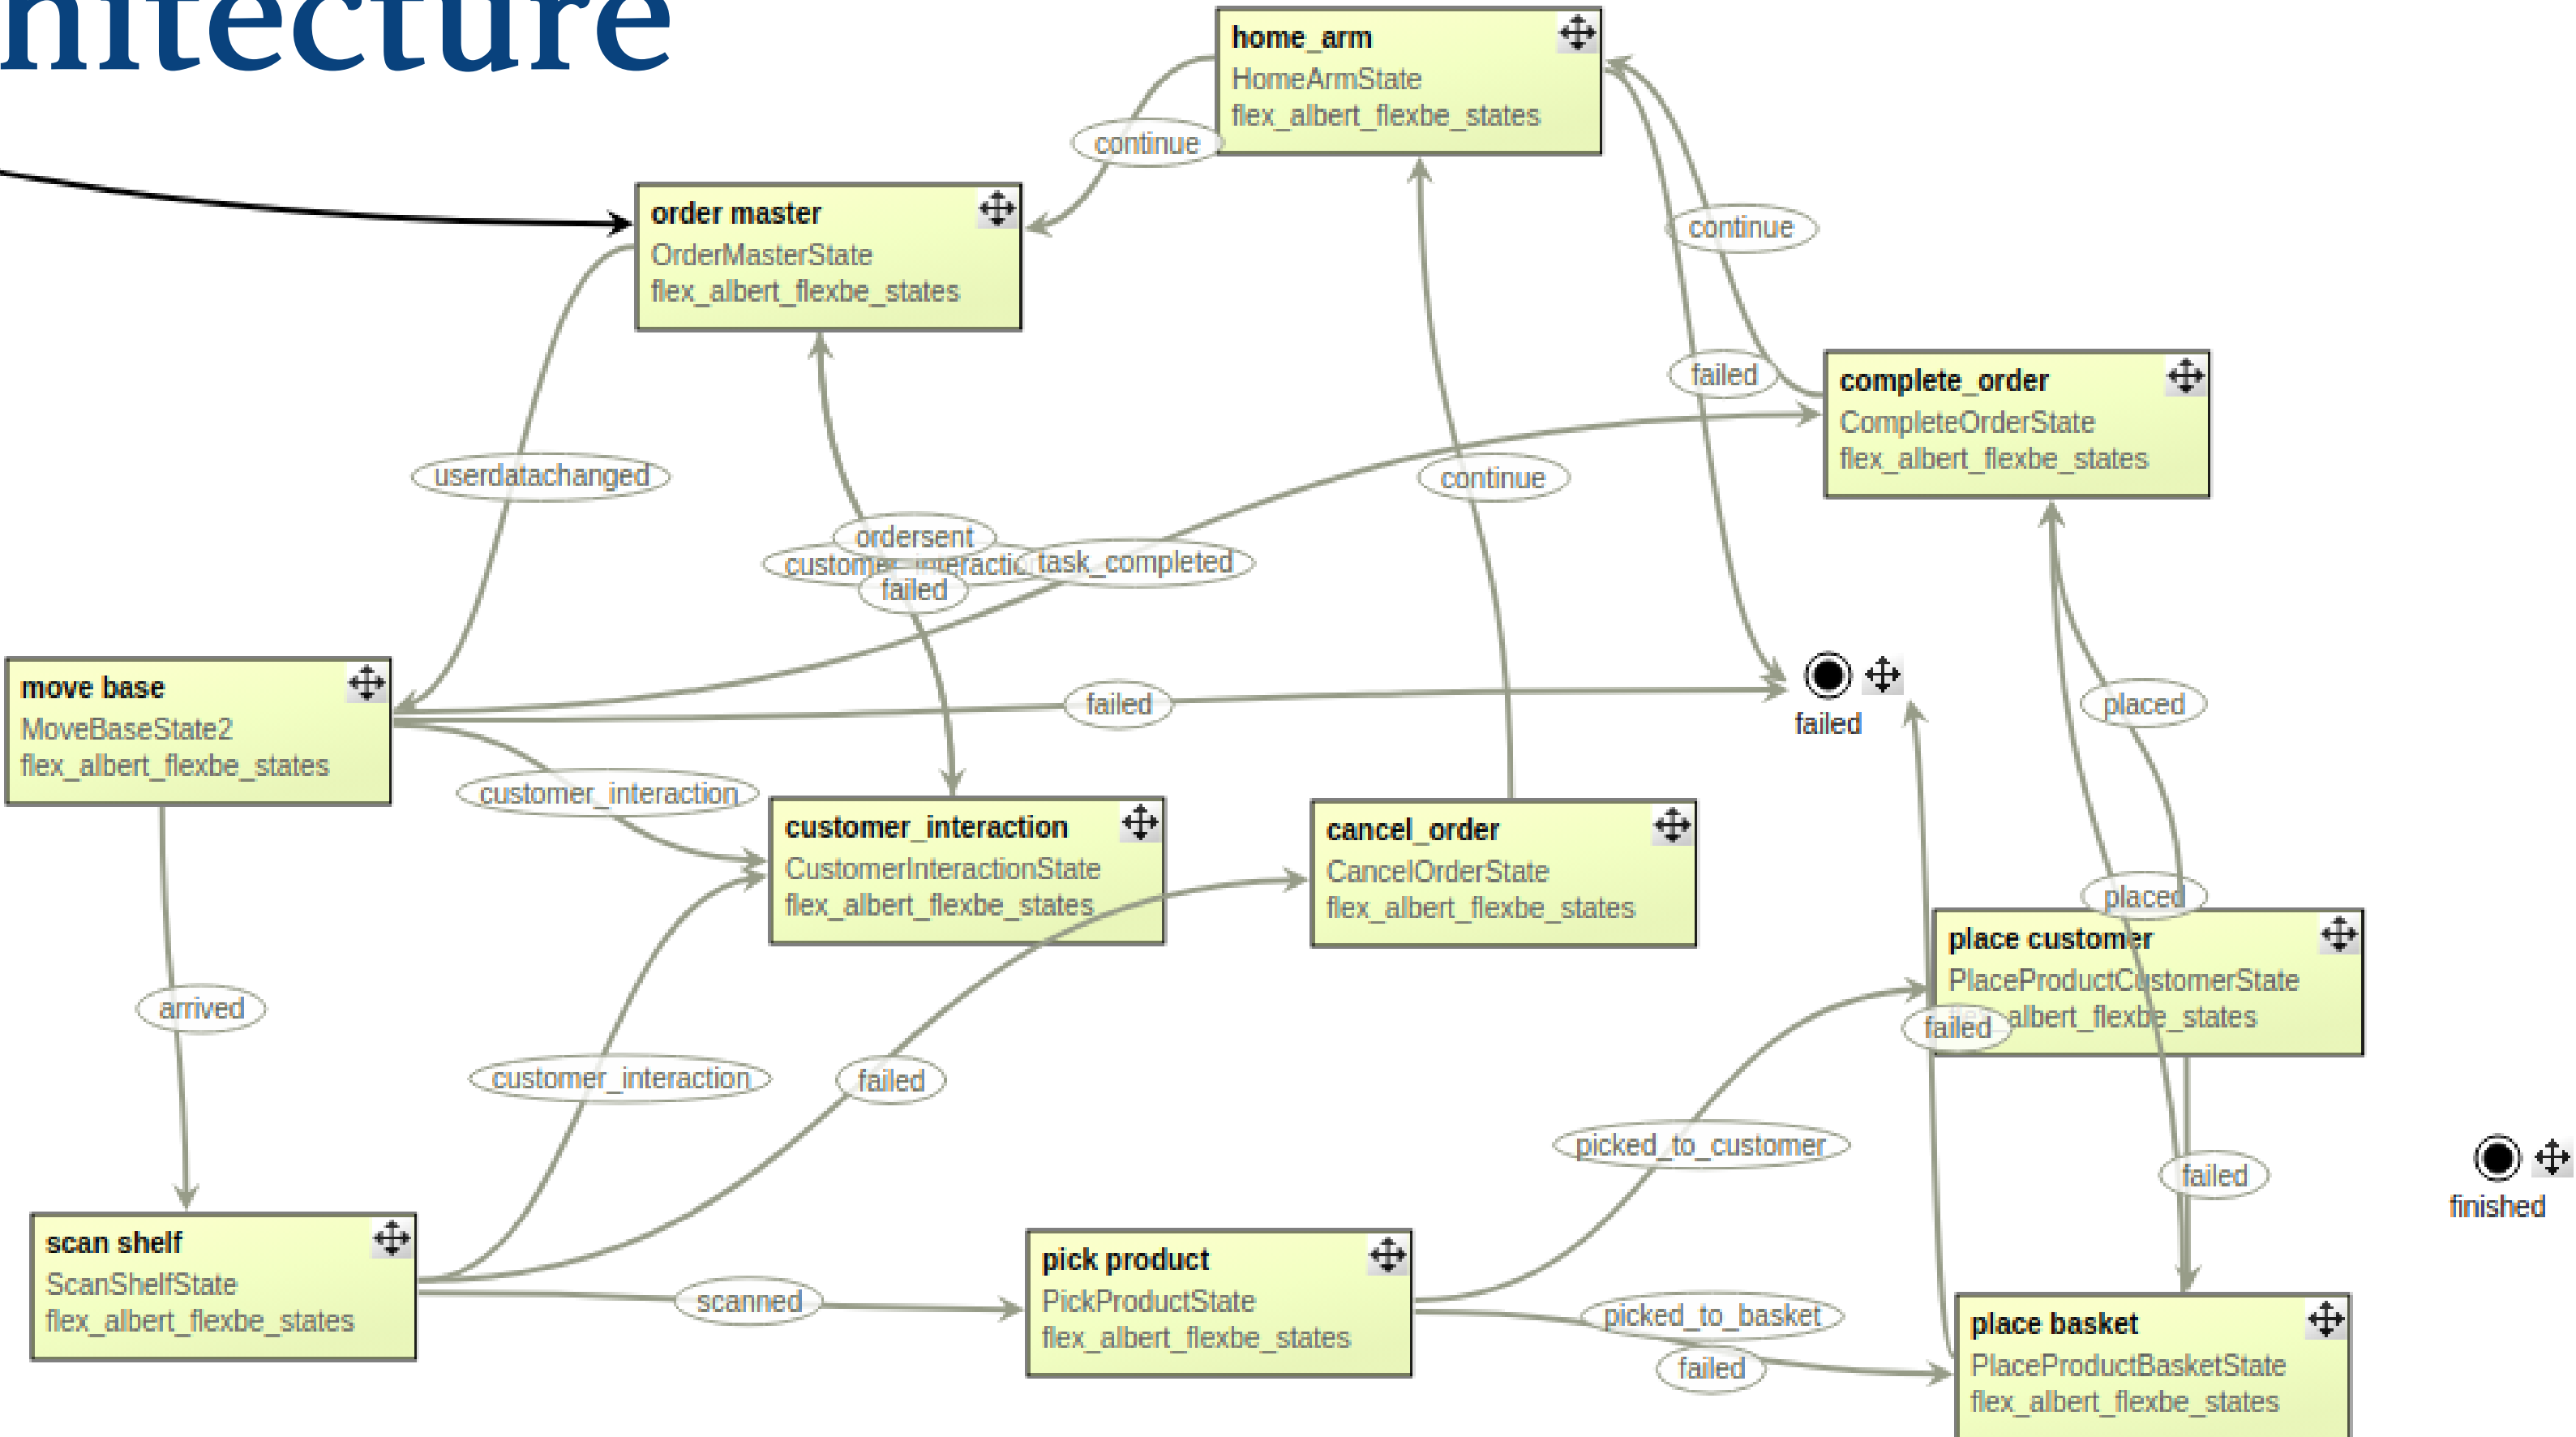 hitecture
home_arm
HomeArmState
flex_albert_flexbe_states
continue
order master
OrderMasterState
flex_albert_flexbe_states
continue
failed
complete_order
CompleteOrderState
flex_albert_flexbe_states
userdatachanged
continue
ordersent
customer_interaction
task_completed
failed
move base
MoveBaseState2
flex_albert_flexbe_states
failed
failed
placed
customer_interaction
customer_interaction
CustomerInteractionState
flex_albert_flexbe_states
cancel_order
CancelOrderState
flex_albert_flexbe_states
placed
place customer
PlaceProductCustomerState
albert_flexbe_states
failed
arrived
customer_interaction
failed
picked_to_customer
failed
finished
scan shelf
ScanShelfState
flex_albert_flexbe_states
scanned
pick product
PickProductState
flex_albert_flexbe_states
picked_to_basket
failed
place basket
PlaceProductBasketState
flex_albert_flexbe_states